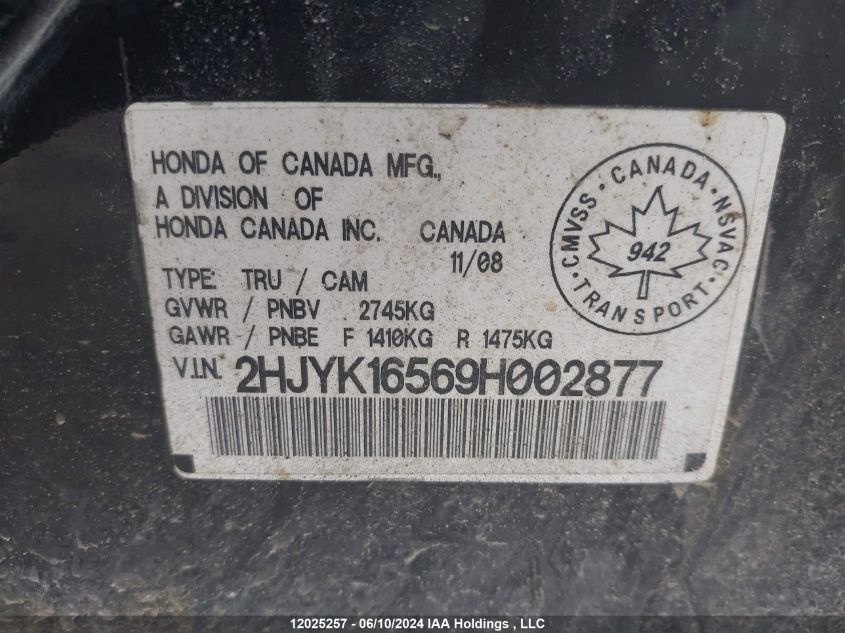 HONDA OF CANADA MFG.,
A DIVISION OF
HONDA CANADA INC. CANADA
11/08
TYPE: TRU / CAM
GVWR / PNBV 2745KG
GAWR / PNBE F 1410KG R 1475KG
V.I.N. 2HJYK16569H002877
CMVSS · CANADA · NSVAC · TRANSPORT ·
942
12025257 - 06/10/2024 IAA Holdings , LLC